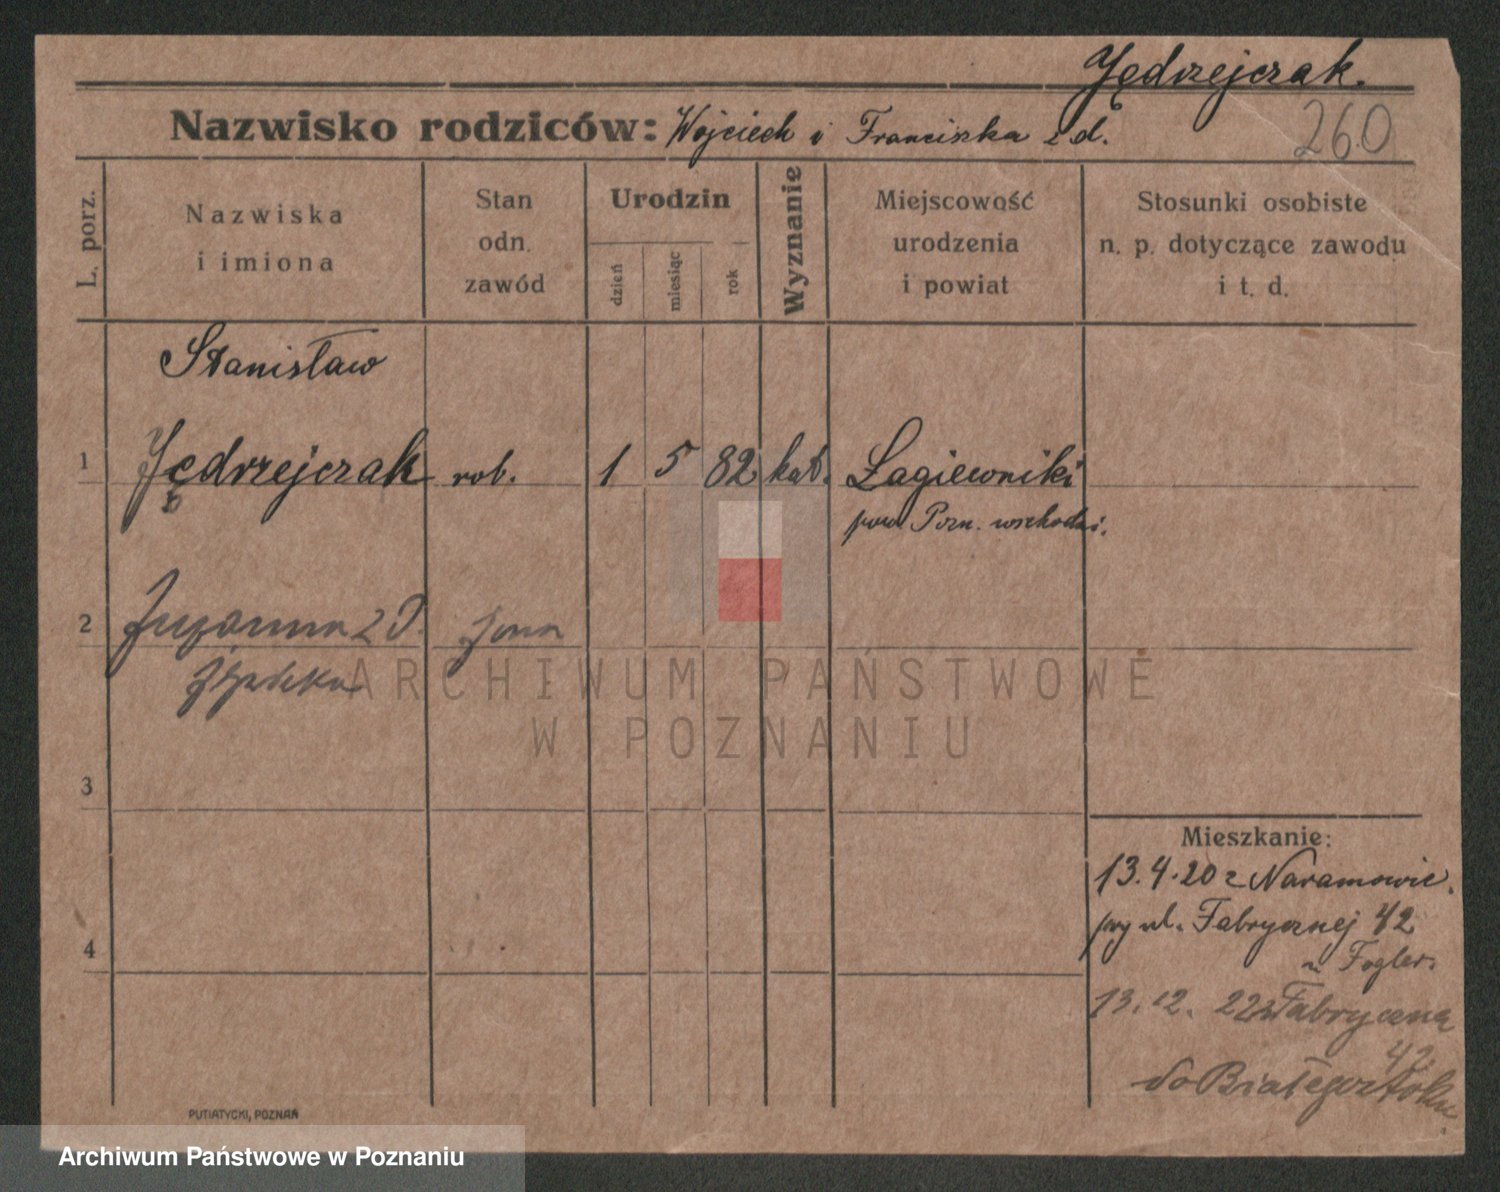 Jędrzejczak.
Nazwisko rodziców: Wojciech i Franciszka z d.
260
L. porz.
Nazwiska
i imiona
Stan
odn.
zawód
Urodzin
dzień
miesiąc
rok
Wyznanie
Miejscowość
urodzenia
i powiat
Stosunki osobiste
n. p. dotyczące zawodu
i t. d.
Stanisław
1 Jędrzejczak rob. 1 5 82 kat. Łagiewniki
pow Pozn. wschodni.
2 Zuzanna z d. żona
ARCHIWUM PAŃSTWOWE
W POZNANIU
3
4
Mieszkanie:
13.4.20 z Naramowic
przy ul. Fabrycznej 42
u Fogler.
13.12. 22 z Fabryczna
42
do Białegostoku.
PUTIATYCKI, POZNAŃ
Archiwum Państwowe w Poznaniu